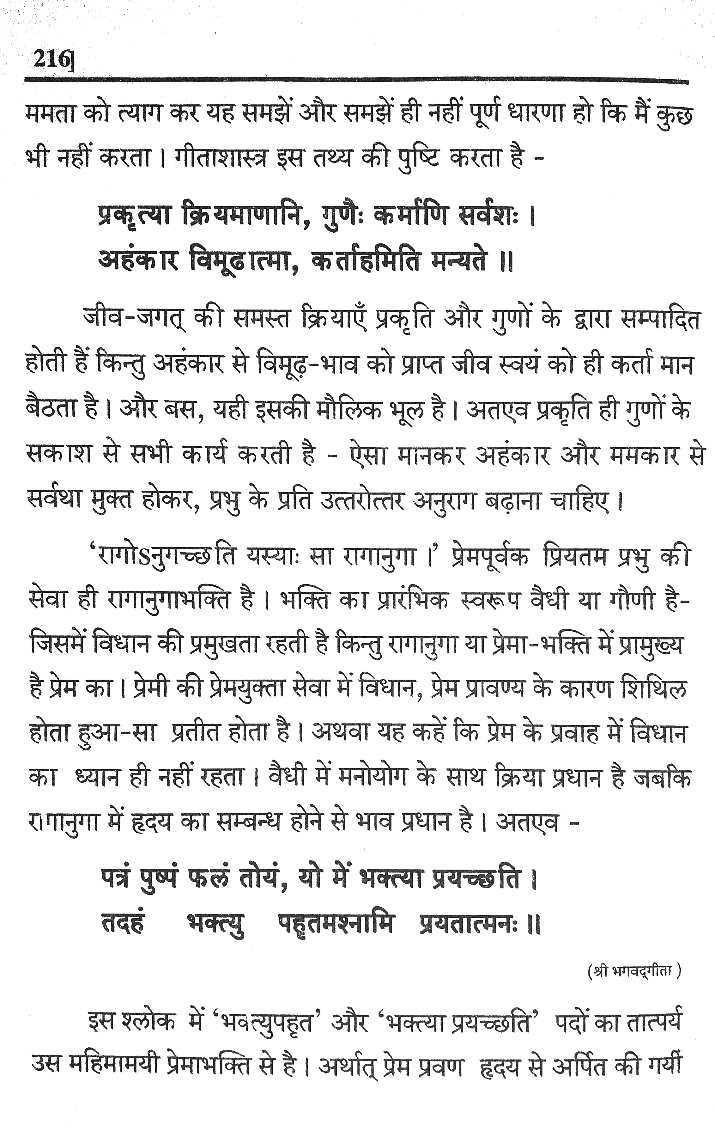 216]
ममता को त्याग कर यह समझें और समझें ही नहीं पूर्ण धारणा हो कि मैं कुछ
भी नहीं करता । गीताशास्त्र इस तथ्य की पुष्टि करता है -
प्रकृत्या क्रियमाणानि, गुणैः कर्माणि सर्वशः ।
अहंकार विमूढात्मा, कर्ताहमिति मन्यते ॥
जीव-जगत् की समस्त क्रियाएँ प्रकृति और गुणों के द्वारा सम्पादित
होती हैं किन्तु अहंकार से विमूढ़-भाव को प्राप्त जीव स्वयं को ही कर्ता मान
बैठता है । और बस, यही इसकी मौलिक भूल है । अतएव प्रकृति ही गुणों के
सकाश से सभी कार्य करती है - ऐसा मानकर अहंकार और ममकार से
सर्वथा मुक्त होकर, प्रभु के प्रति उत्तरोत्तर अनुराग बढ़ाना चाहिए ।
‘रागोऽनुगच्छति यस्याः सा रागानुगा ।’ प्रेमपूर्वक प्रियतम प्रभु की
सेवा ही रागानुगाभक्ति है । भक्ति का प्रारंभिक स्वरूप वैधी या गौणी है-
जिसमें विधान की प्रमुखता रहती है किन्तु रागानुगा या प्रेमा-भक्ति में प्रामुख्य
है प्रेम का । प्रेमी की प्रेमयुक्ता सेवा में विधान, प्रेम प्रावण्य के कारण शिथिल
होता हुआ-सा प्रतीत होता है । अथवा यह कहें कि प्रेम के प्रवाह में विधान
का ध्यान ही नहीं रहता । वैधी में मनोयोग के साथ क्रिया प्रधान है जबकि
रागानुगा में हृदय का सम्बन्ध होने से भाव प्रधान है । अतएव -
पत्रं पुष्पं फलं तोयं, यो में भक्त्या प्रयच्छति ।
तदहं भक्त्यु पहृतमश्नामि प्रयतात्मनः ॥
(श्री भगवद्गीता )
इस श्लोक में ‘भक्त्युपहृत’ और ‘भक्त्या प्रयच्छति’ पदों का तात्पर्य
उस महिमामयी प्रेमाभक्ति से है । अर्थात् प्रेम प्रवण हृदय से अर्पित की गयीं